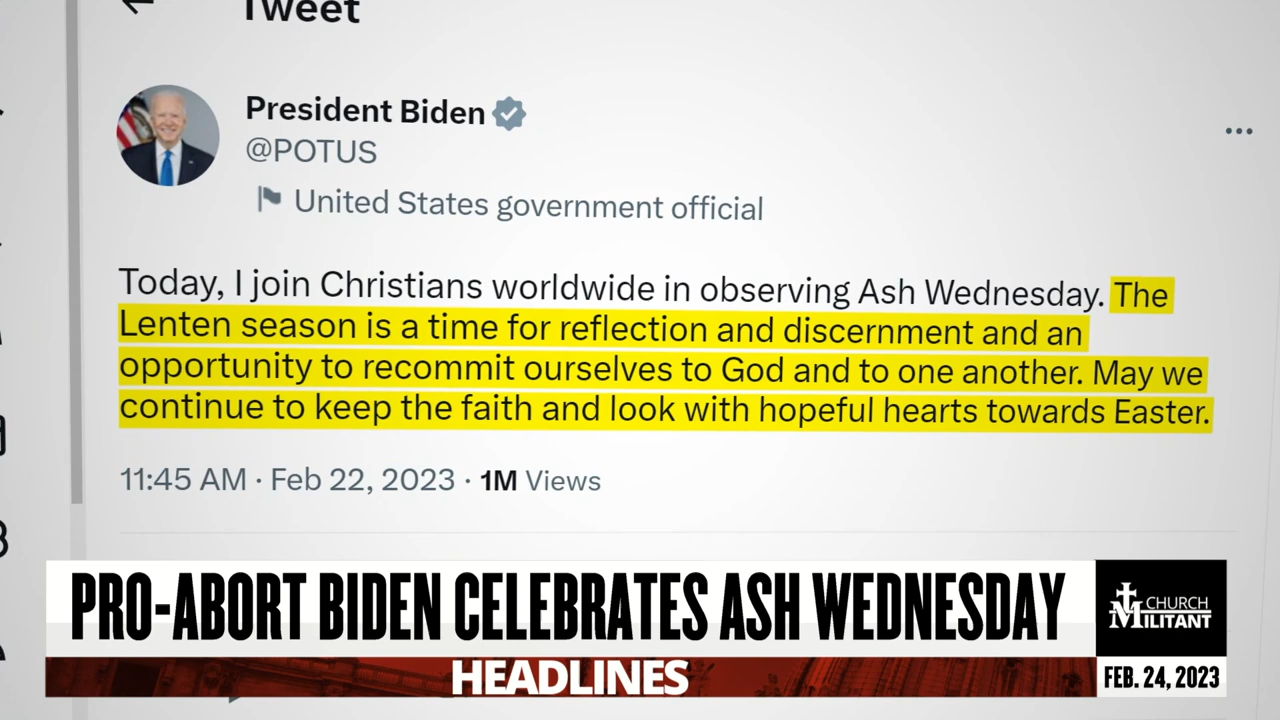 Tweet
President Biden
@POTUS
United States government official
Today, I join Christians worldwide in observing Ash Wednesday. The
Lenten season is a time for reflection and discernment and an
opportunity to recommit ourselves to God and to one another. May we
continue to keep the faith and look with hopeful hearts towards Easter.
11:45 AM · Feb 22, 2023 · 1M Views
PRO-ABORT BIDEN CELEBRATES ASH WEDNESDAY
CHURCH
MILITANT
HEADLINES
FEB. 24, 2023